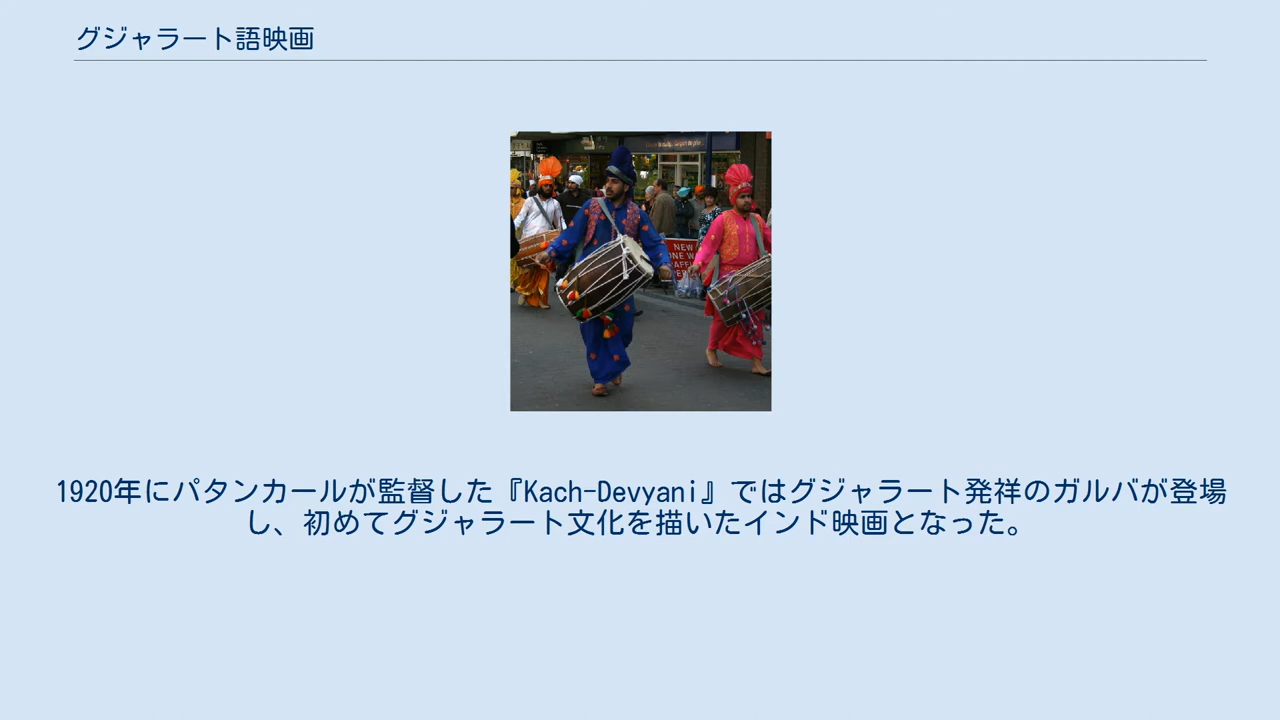 グジャラート語映画
NEW
ONE WA
1920年にパタンカールが監督した『Kach-Devyani』ではグジャラート発祥のガルバが登場
し、初めてグジャラート文化を描いたインド映画となった。